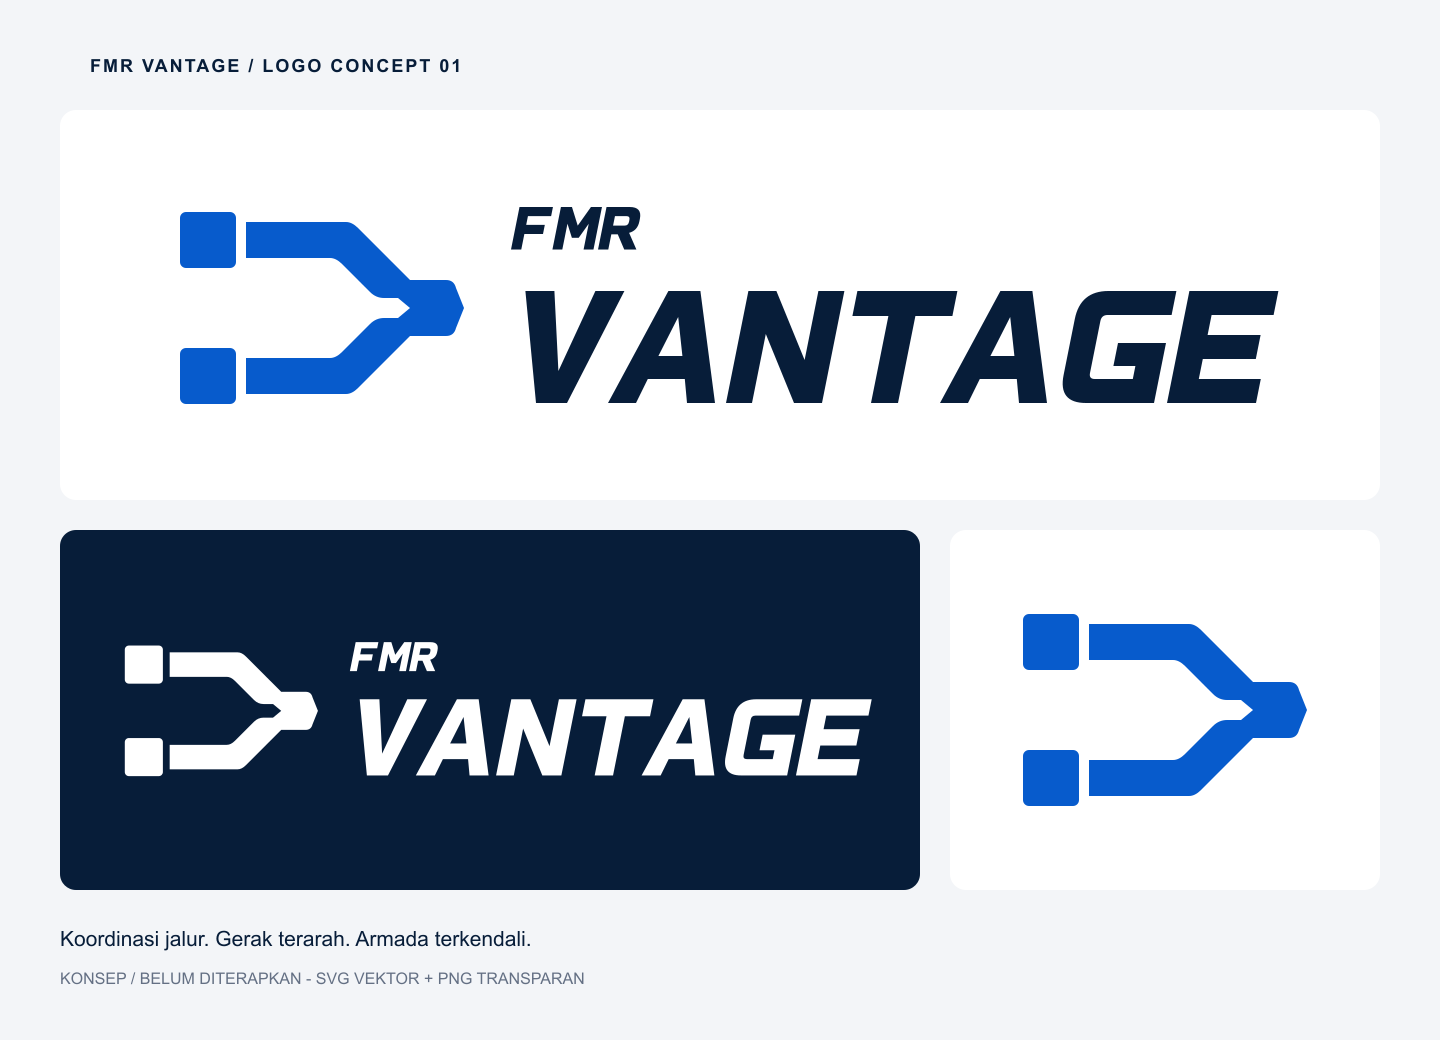 FMR VANTAGE / LOGO CONCEPT 01
FMR
VANTAGE
FMR
VANTAGE
Koordinasi jalur. Gerak terarah. Armada terkendali.
KONSEP / BELUM DITERAPKAN - SVG VEKTOR + PNG TRANSPARAN